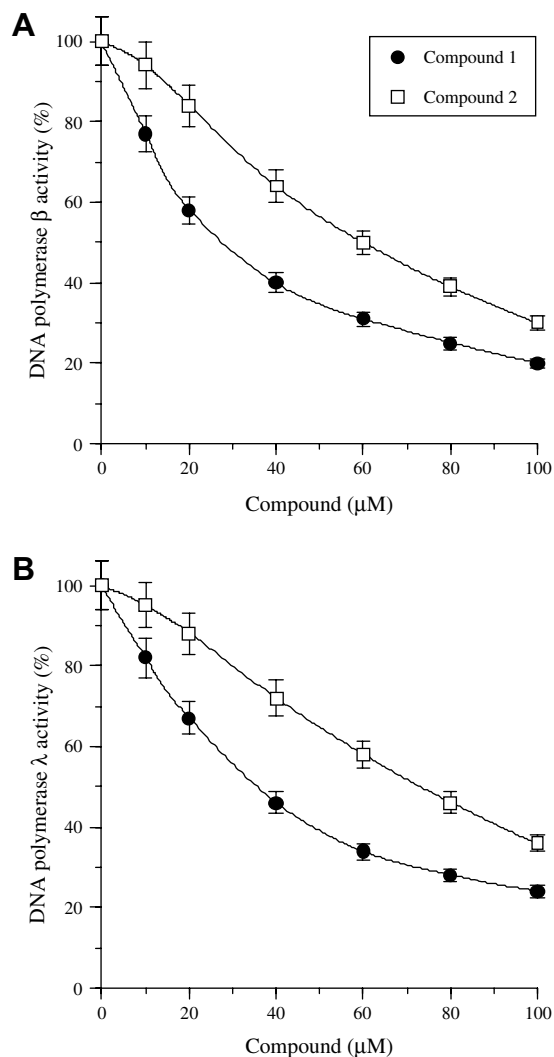 A
100
80
60
40
20
0
DNA polymerase β activity (%)
Compound 1
Compound 2
0 20 40 60 80 100
Compound (μM)
B
100
80
60
40
20
0
DNA polymerase λ activity (%)
0 20 40 60 80 100
Compound (μM)